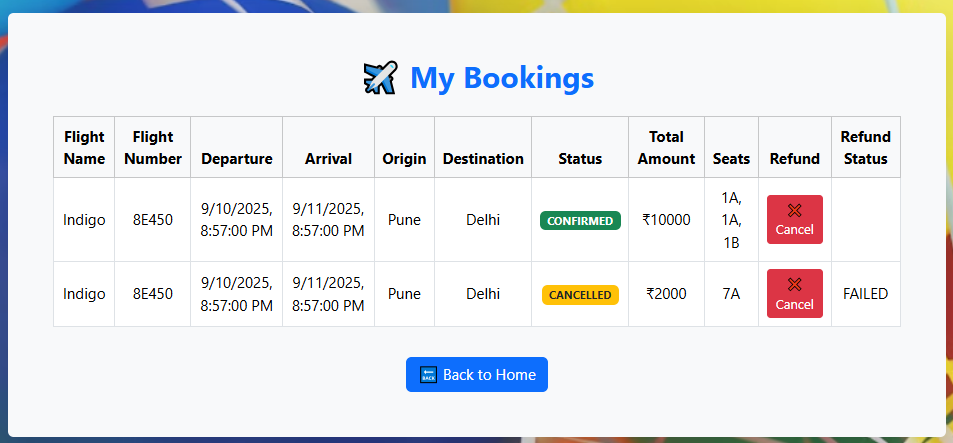 My Bookings
Flight Name Flight Number Departure Arrival Origin Destination Status Total Amount Seats Refund Refund Status
Indigo 8E450 9/10/2025, 8:57:00 PM 9/11/2025, 8:57:00 PM Pune Delhi CONFIRMED ₹10000 1A, 1A, 1B Cancel
Indigo 8E450 9/10/2025, 8:57:00 PM 9/11/2025, 8:57:00 PM Pune Delhi CANCELLED ₹2000 7A Cancel FAILED
BACK Back to Home